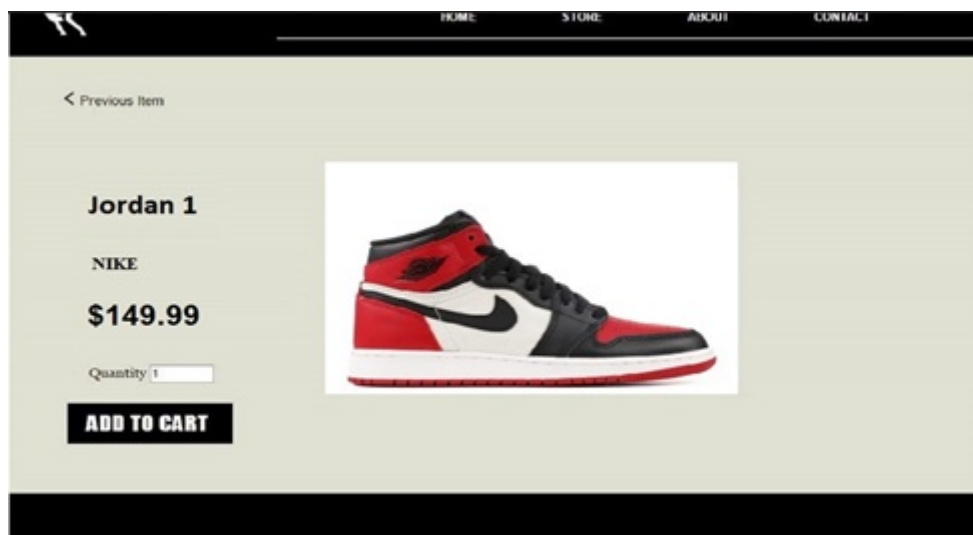 HOME STORE ABOUT CONTACT
< Previous Item
Jordan 1
NIKE
$149.99
Quantity 1
ADD TO CART